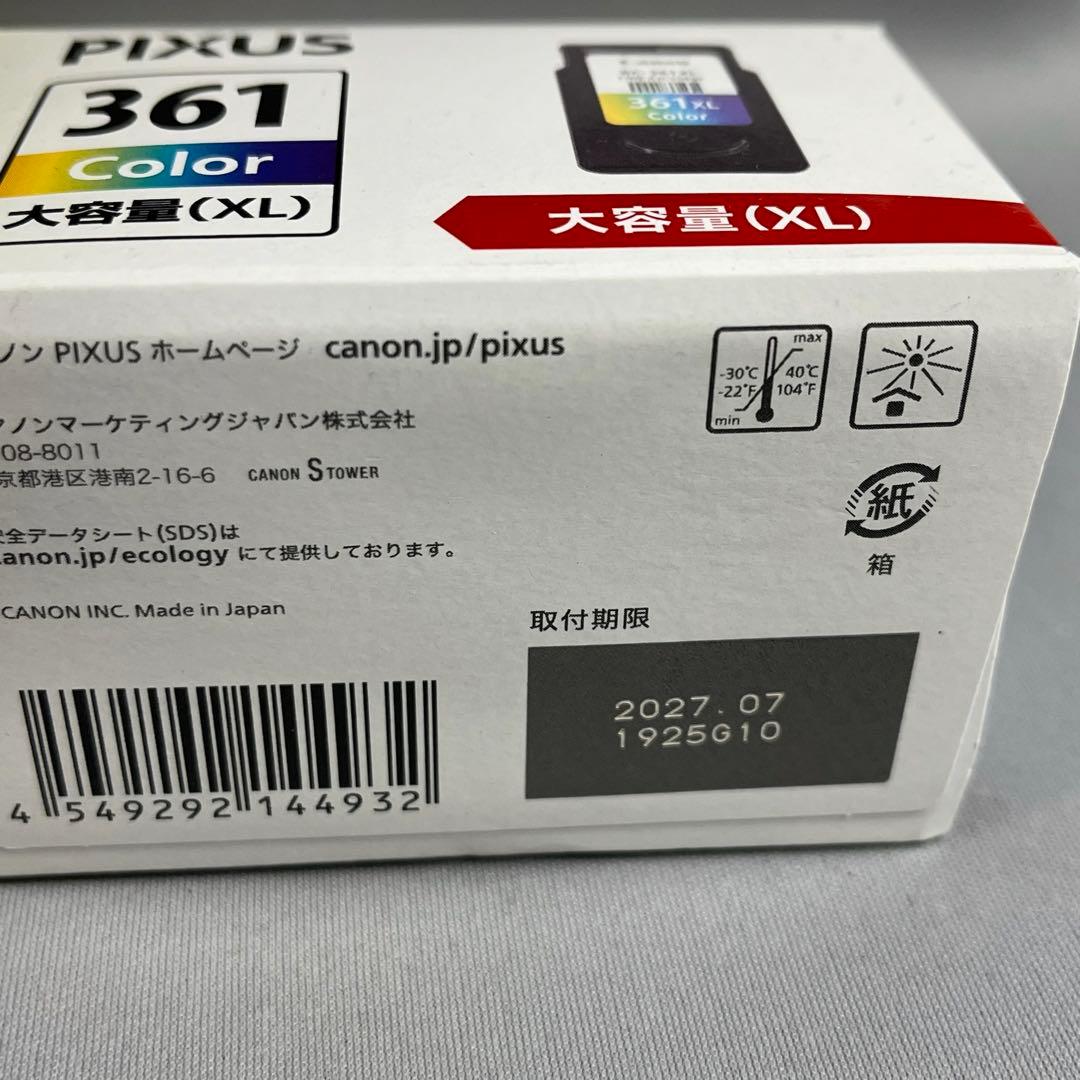 PIXUS
361
Color
大容量(XL)
Canon
361XL
Color
大容量(XL)
ノン PIXUS ホームページ canon.jp/pixus
ノンマーケティングジャパン株式会社
08-8011
京都港区港南2-16-6 CANON S TOWER
全データシート(SDS)は
canon.jp/ecology にて提供しております。
CANON INC. Made in Japan
max
-30℃ 40℃
-22°F 104°F
min
紙
箱
取付期限
2027.07
1925G10
4 549292 144932